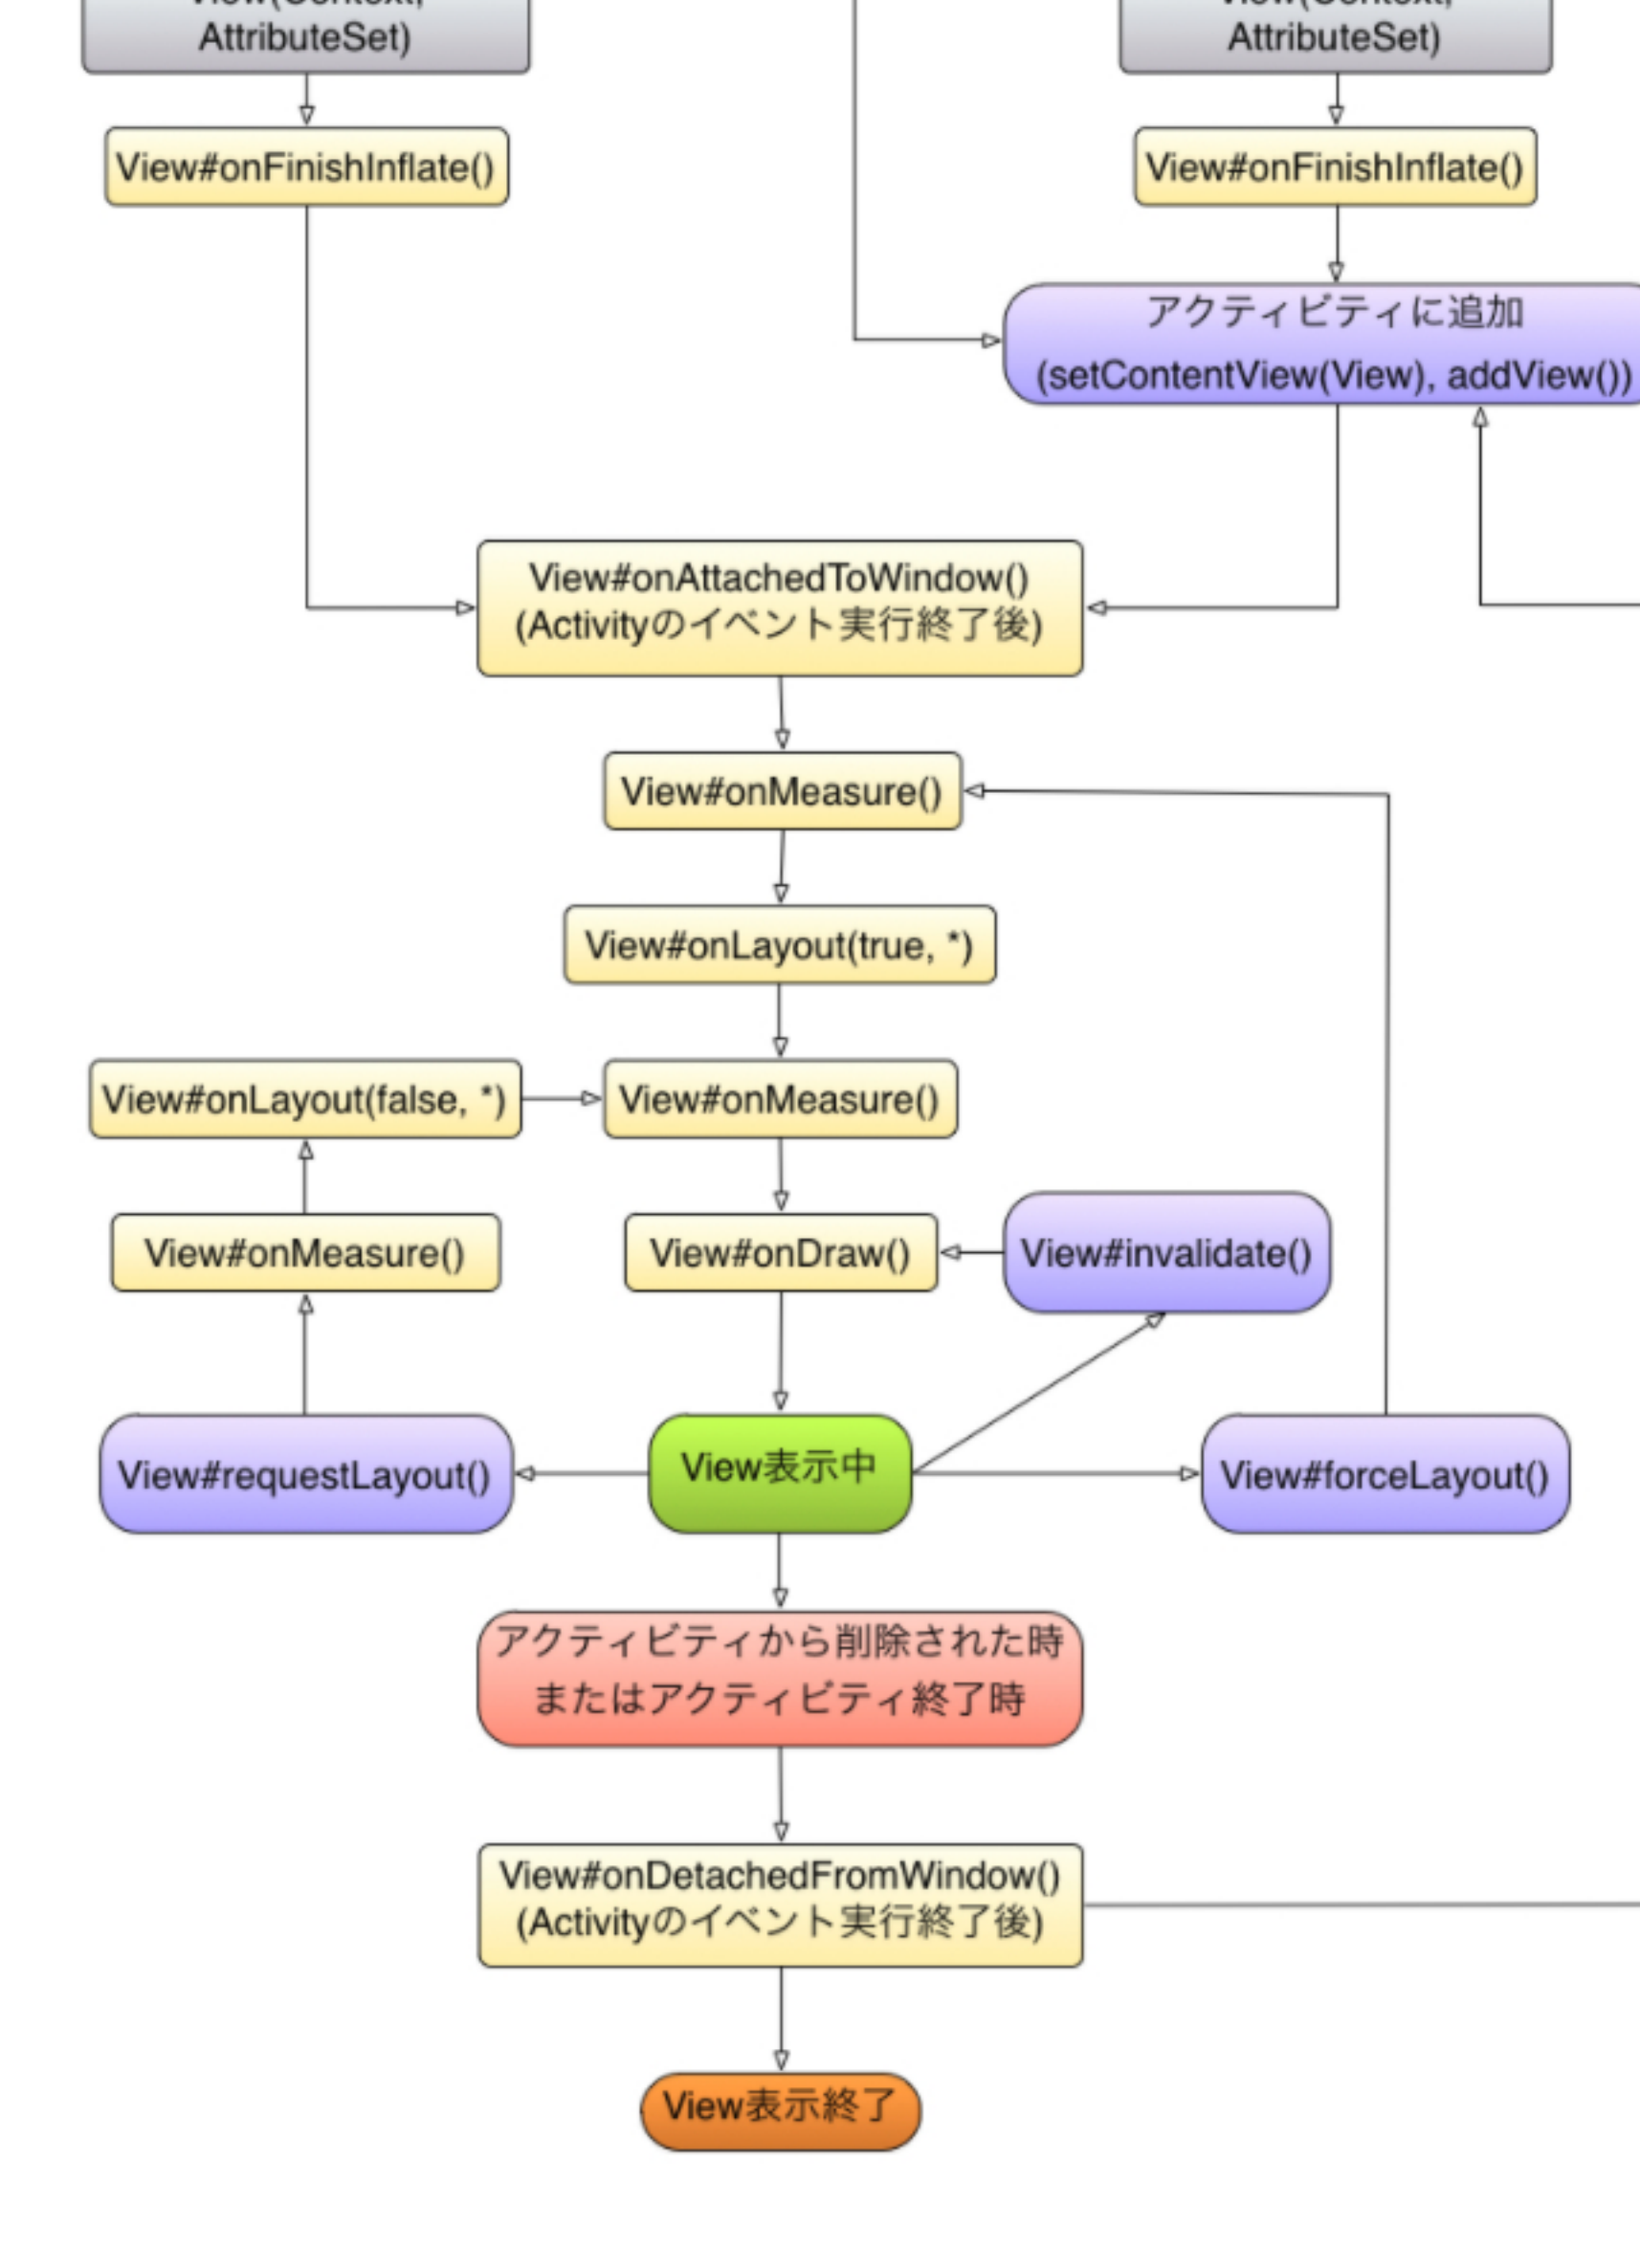 View(Context,
AttributeSet)
View(Context,
AttributeSet)
View#onFinishInflate()
View#onFinishInflate()
アクティビティに追加
(setContentView(View), addView())
View#onAttachedToWindow()
(Activityのイベント実行終了後)
View#onMeasure()
View#onLayout(true, *)
View#onLayout(false, *)
View#onMeasure()
View#onMeasure()
View#onDraw()
View#invalidate()
View#requestLayout()
View表示中
View#forceLayout()
アクティビティから削除された時
またはアクティビティ終了時
View#onDetachedFromWindow()
(Activityのイベント実行終了後)
View表示終了